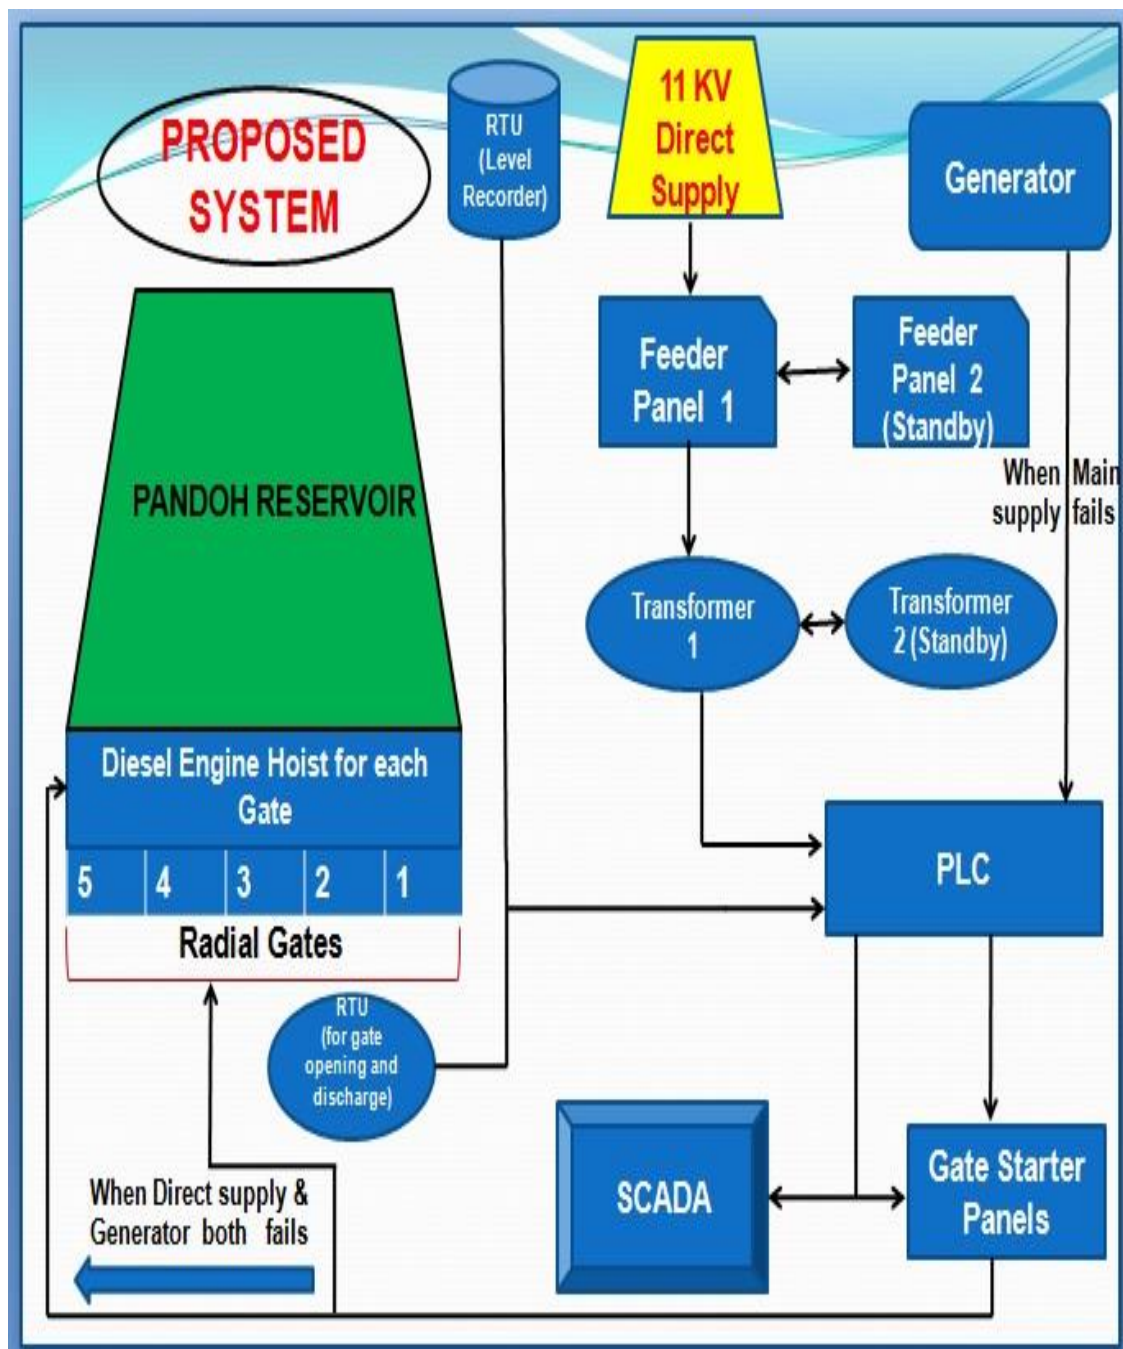 PROPOSED
SYSTEM
RTU
(Level
Recorder)
11 KV
Direct
Supply
Generator
Feeder
Panel 1
Feeder
Panel 2
(Standby)
When Main
supply fails
PANDOH RESERVOIR
Transformer
1
Transformer
2 (Standby)
Diesel Engine Hoist for each
Gate
5 4 3 2 1
Radial Gates
PLC
RTU
(for gate
opening and
discharge)
SCADA
Gate Starter
Panels
When Direct supply &
Generator both fails